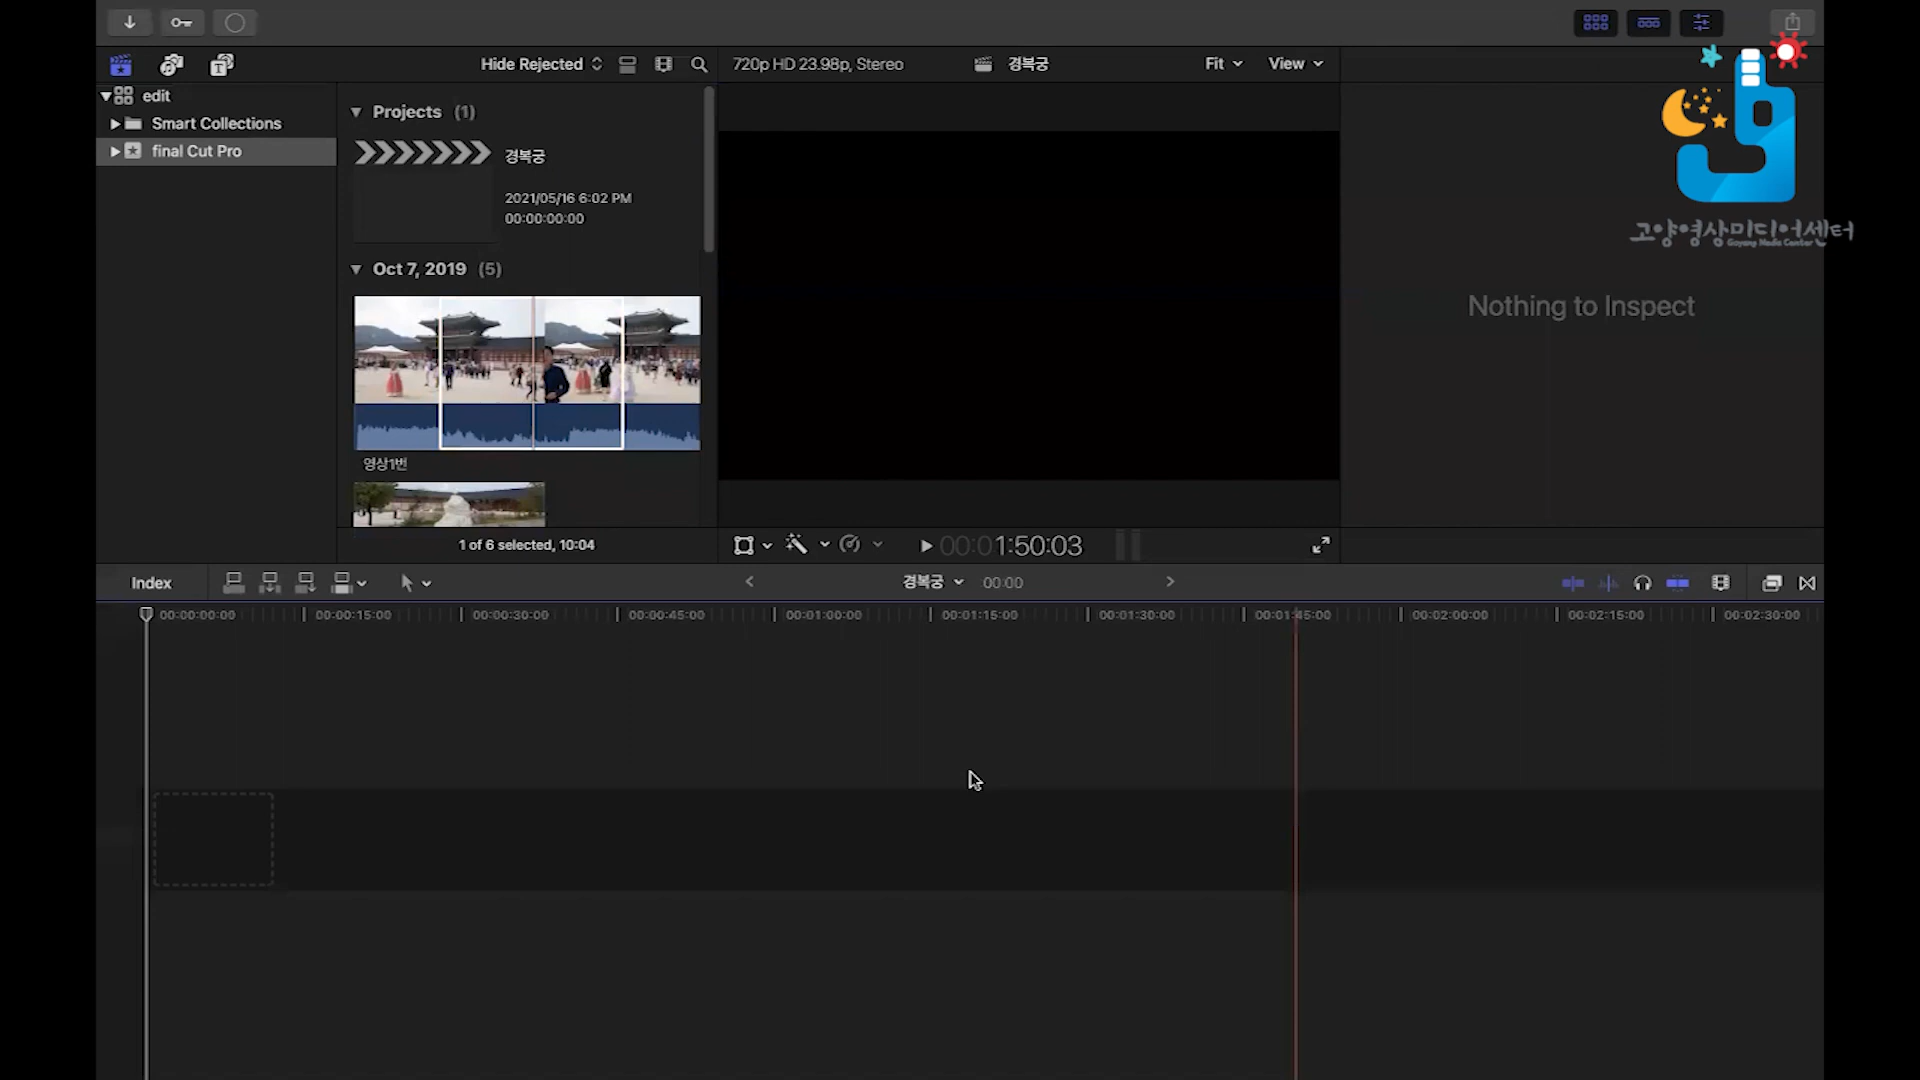 Hide Rejected
720p HD 23.98p, Stereo
경복궁
Fit
View
edit
Smart Collections
final Cut Pro
Projects (1)
경복궁
2021/05/16 6:02 PM
00:00:00:00
Oct 7, 2019 (5)
영상1번
1 of 6 selected, 10:04
고양영상미디어센터
Goyang Media Center
Nothing to Inspect
00:01:50:03
Index
경복궁
00:00
00:00:00:00
00:00:15:00
00:00:30:00
00:00:45:00
00:01:00:00
00:01:15:00
00:01:30:00
00:01:45:00
00:02:00:00
00:02:15:00
00:02:30:00